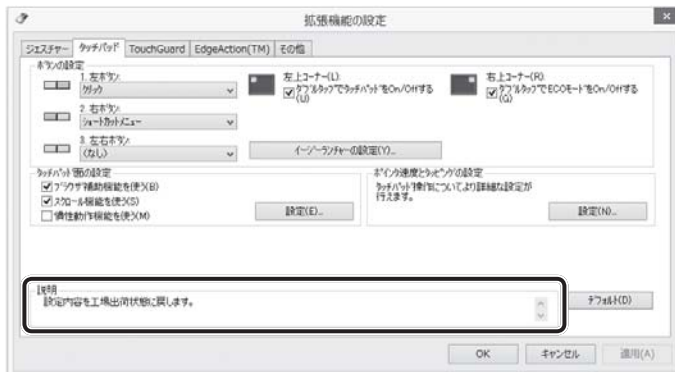 拡張機能の設定
ジェスチャー タッチパッド TouchGuard EdgeAction(TM) その他
ボタンの設定
1. 左ボタン
クリック
2. 右ボタン
ショートカットメニュー
3. 左右ボタン
(なし)
左上コーナー(L)
ダブルタップでタッチパッドをOn/Offする
(U)
右上コーナー(R)
ダブルタップでECOモードをOn/Offする
(G)
イージーランチャーの設定(Y)...
タッチパッド面の設定
ブラウザ補助機能を使う(B)
スクロール機能を使う(S)
慣性動作機能を使う(M)
設定(E)...
ポインタ速度とタッピングの設定
タッチパッド操作についてより詳細な設定が
行えます。
設定(N)...
説明
設定内容を工場出荷状態に戻します。
デフォルト(D)
OK キャンセル 適用(A)